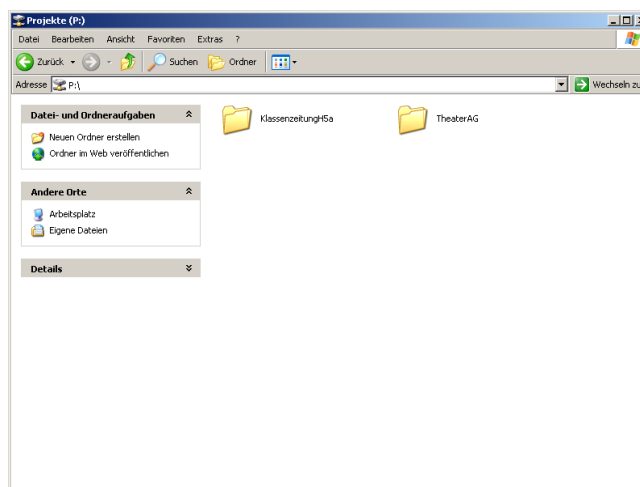 Projekte (P:)
Datei Bearbeiten Ansicht Favoriten Extras ?
Zurück Suchen Ordner
Adresse P:\ Wechseln zu
Datei- und Ordneraufgaben
Neuen Ordner erstellen
Ordner im Web veröffentlichen
Andere Orte
Arbeitsplatz
Eigene Dateien
Details
KlassenzeitungH5a TheaterAG